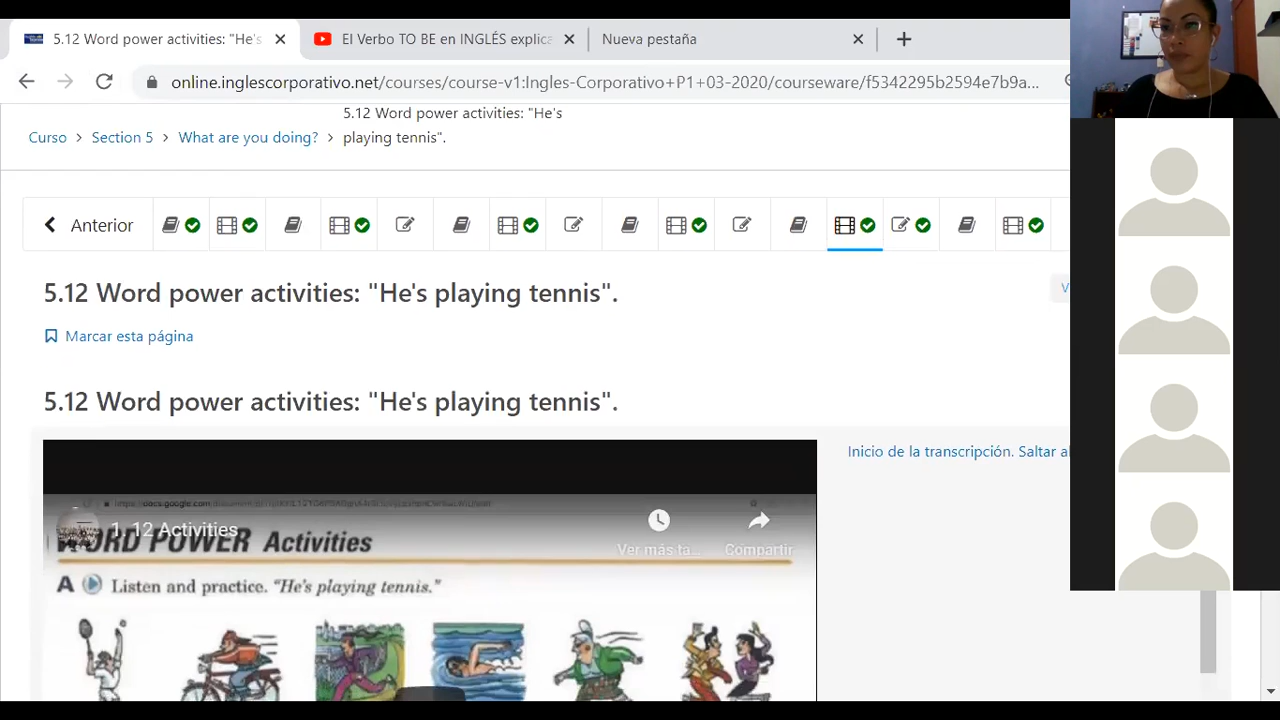 5.12 Word power activities: "He's
El Verbo TO BE en INGLÉS explica
Nueva pestaña
online.inglescorporativo.net/courses/course-v1:Ingles-Corporativo+P1+03-2020/courseware/f5342295b2594e7b9a...
Curso > Section 5 > What are you doing? >
5.12 Word power activities: "He's
playing tennis".
Anterior
5.12 Word power activities: "He's playing tennis".
V
Marcar esta página
5.12 Word power activities: "He's playing tennis".
Inicio de la transcripción. Saltar al
1. 12 Activities
Ver más ta...
Compartir
WORD POWER Activities
A Listen and practice. "He's playing tennis."